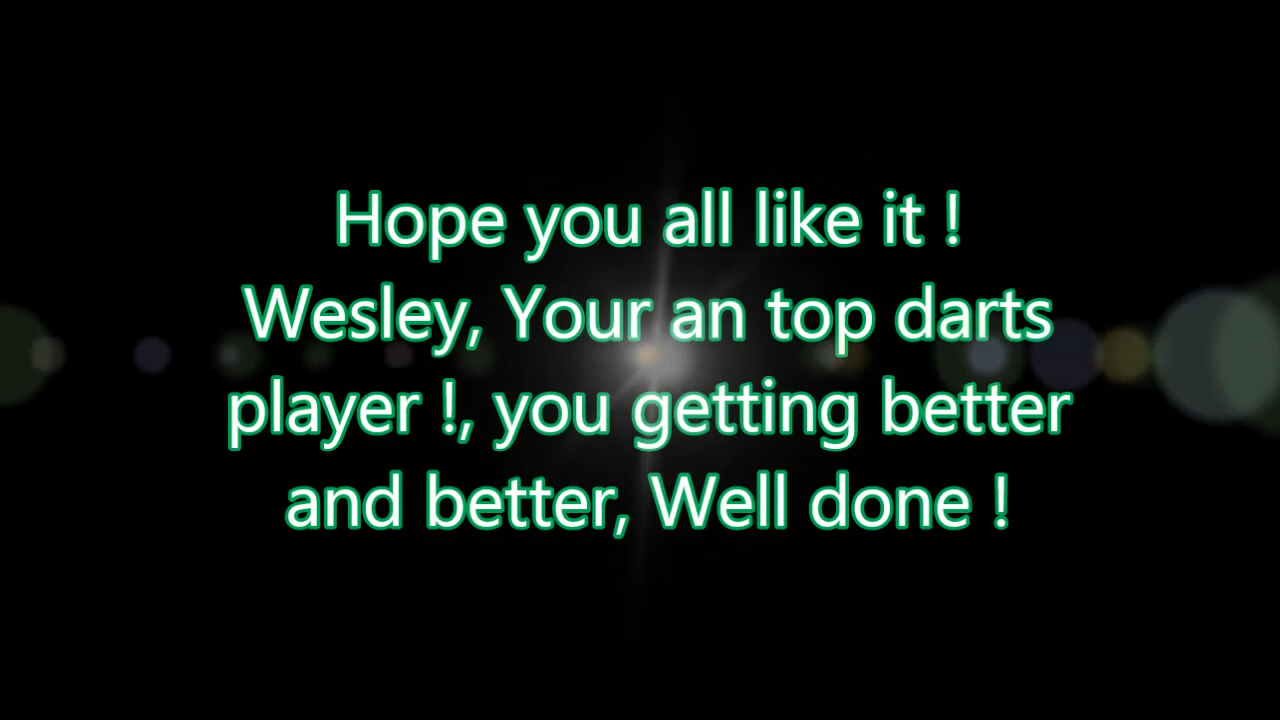 Hope you all like it !
Wesley, Your an top darts
player !, you getting better
and better, Well done !